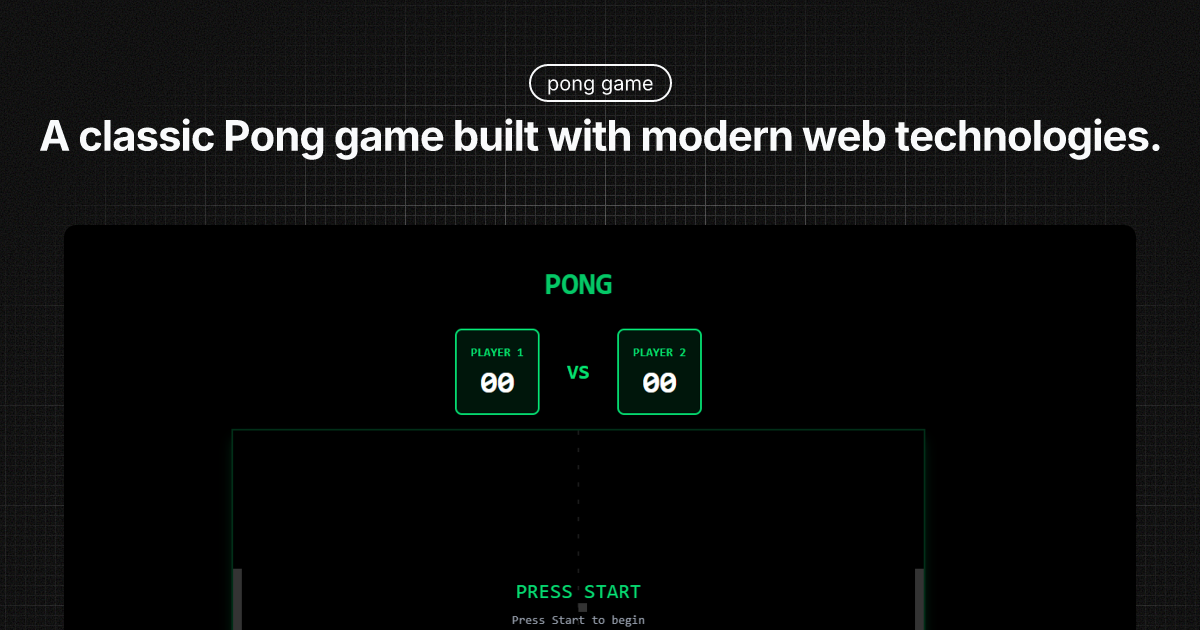 pong game
A classic Pong game built with modern web technologies.
PONG
PLAYER 1
00
VS
PLAYER 2
00
PRESS START
Press Start to begin